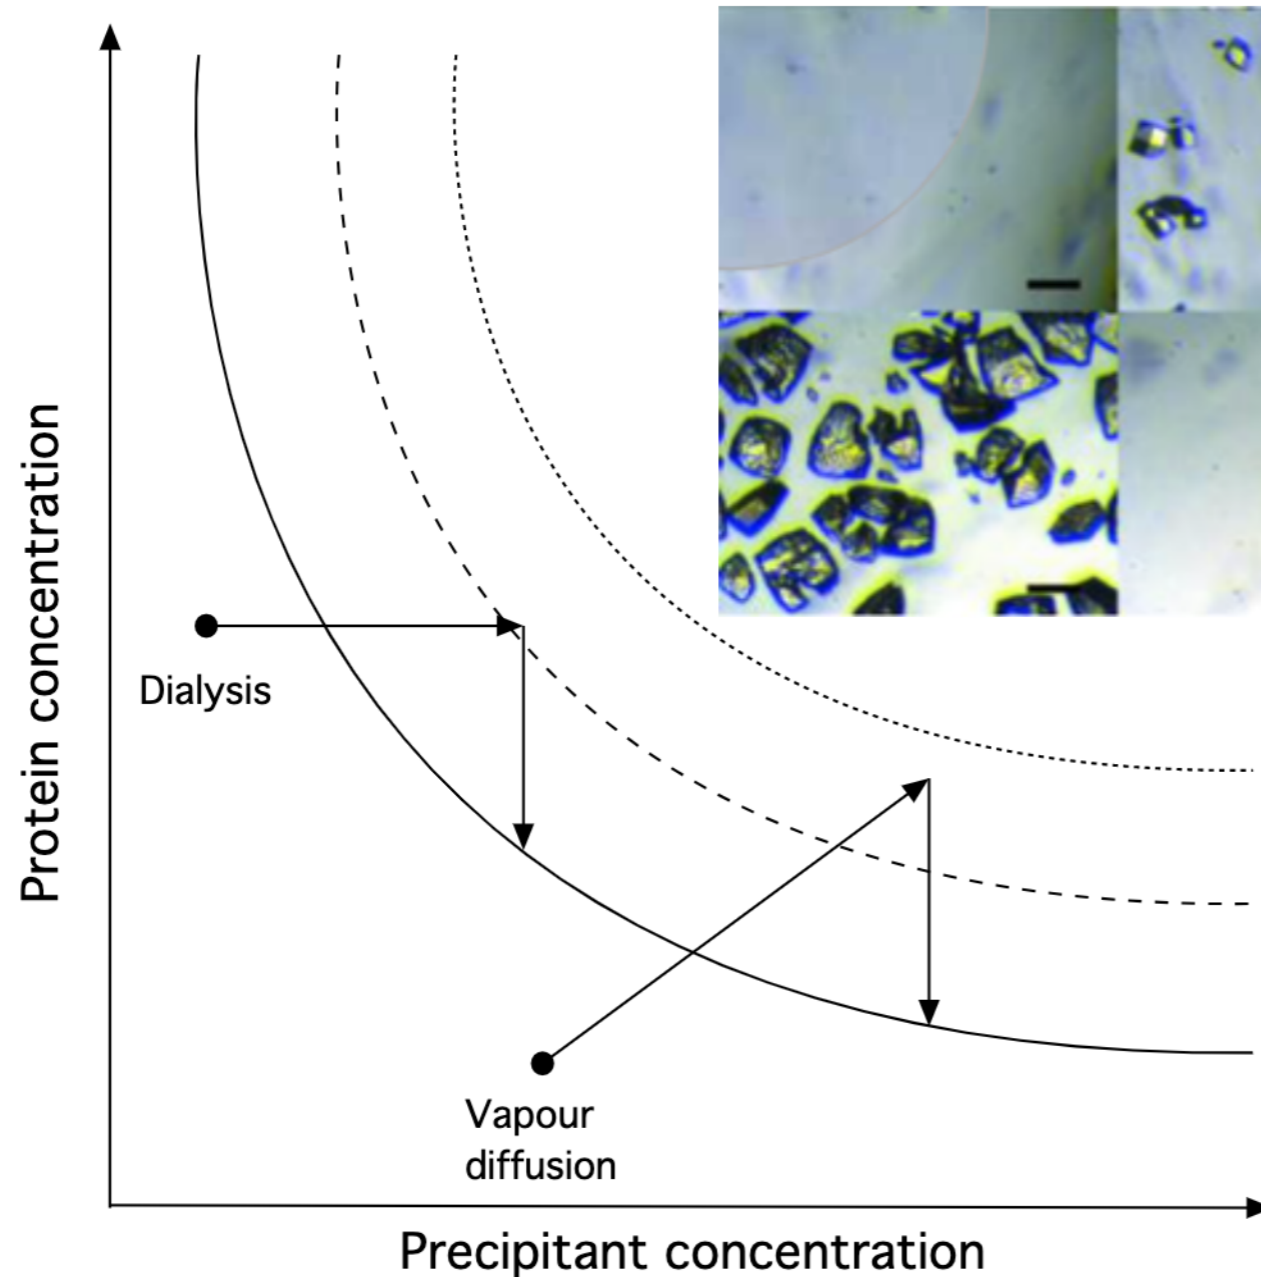 Protein concentration
Dialysis
Vapour
diffusion
Precipitant concentration